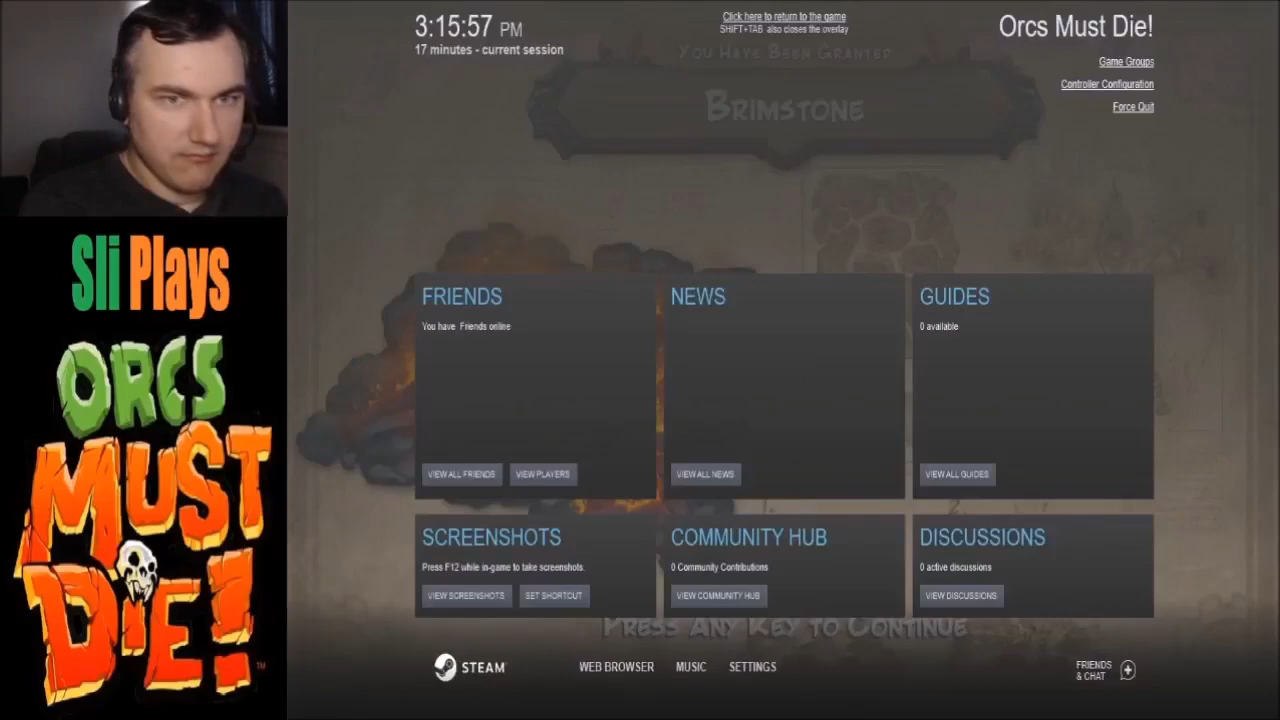 3:15:57 PM
17 minutes - current session
Click here to return to the game
SHIFT+TAB also closes the overlay
Orcs Must Die!
Game Groups
Controller Configuration
Force Quit
You Have Been Granted
Brimstone
Sli Plays
ORCS
MUST
DIE!
TM
FRIENDS
You have Friends online
VIEW ALL FRIENDS
VIEW PLAYERS
NEWS
VIEW ALL NEWS
GUIDES
0 available
VIEW ALL GUIDES
SCREENSHOTS
Press F12 while in-game to take screenshots.
VIEW SCREENSHOTS
SET SHORTCUT
COMMUNITY HUB
0 Community Contributions
VIEW COMMUNITY HUB
DISCUSSIONS
0 active discussions
VIEW DISCUSSIONS
Press Any Key to Continue
STEAM
WEB BROWSER
MUSIC
SETTINGS
FRIENDS
& CHAT